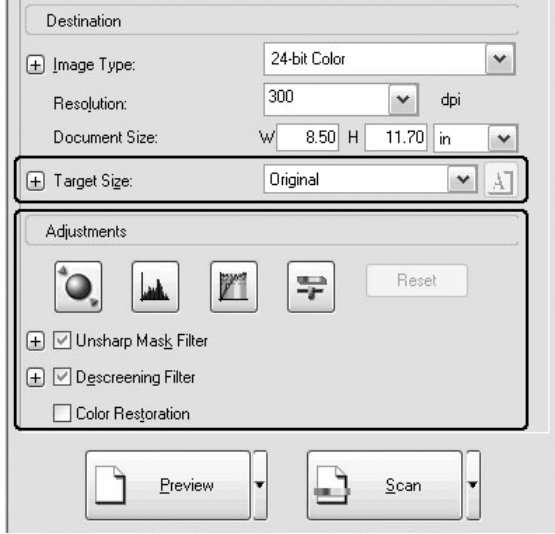 Destination
Image Type: 24-bit Color
Resolution: 300 dpi
Document Size: W 8.50 H 11.70 in
Target Size: Original A
Adjustments
Reset
Unsharp Mask Filter
Descreening Filter
Color Restoration
Preview Scan